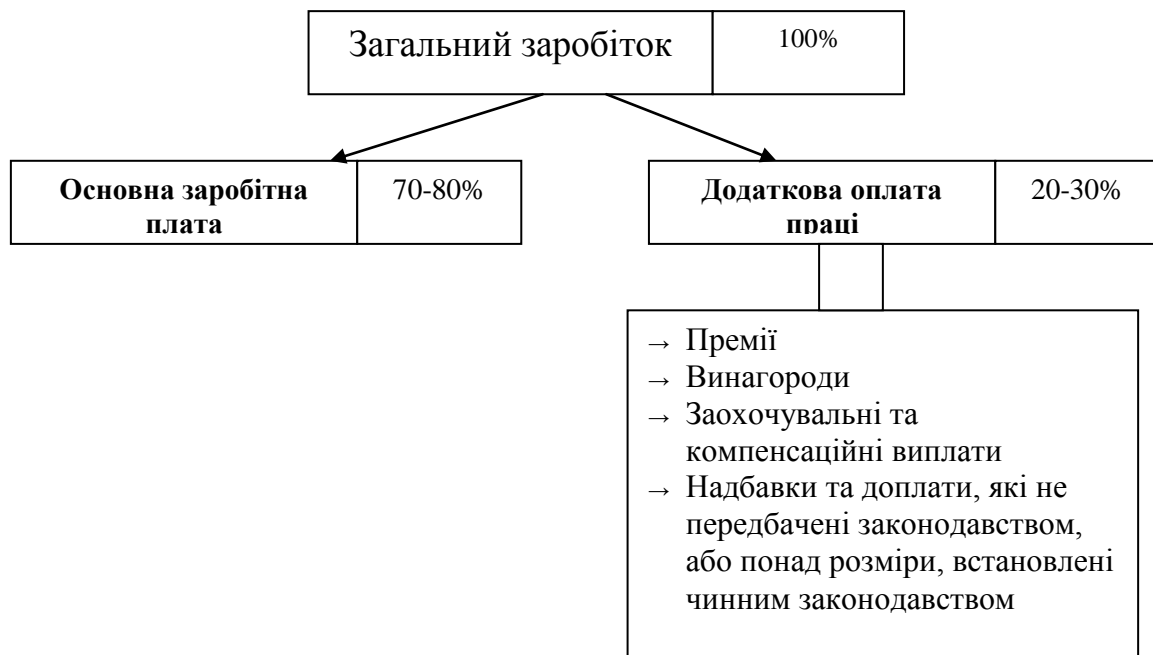 Загальний заробіток
100%
Основна заробітна
плата
70-80%
Додаткова оплата
праці
20-30%
→ Премії
→ Винагороди
→ Заохочувальні та
компенсаційні виплати
→ Надбавки та доплати, які не
передбачені законодавством,
або понад розміри, встановлені
чинним законодавством